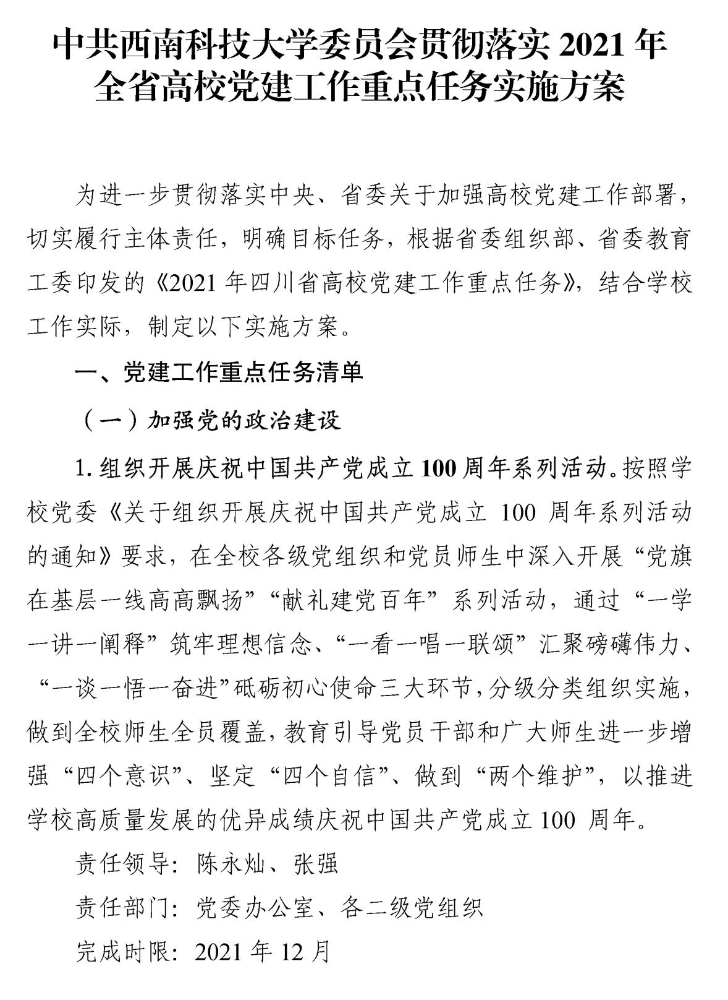 中共西南科技大学委员会贯彻落实 2021 年
全省高校党建工作重点任务实施方案
为进一步贯彻落实中央、省委关于加强高校党建工作部署，
切实履行主体责任，明确目标任务，根据省委组织部、省委教育
工委印发的《2021 年四川省高校党建工作重点任务》，结合学校
工作实际，制定以下实施方案。
一、党建工作重点任务清单
（一）加强党的政治建设
1. 组织开展庆祝中国共产党成立 100 周年系列活动。按照学
校党委《关于组织开展庆祝中国共产党成立 100 周年系列活动
的通知》要求，在全校各级党组织和党员师生中深入开展“党旗
在基层一线高高飘扬”“献礼建党百年”系列活动，通过“一学
一讲一阐释”筑牢理想信念、“一看一唱一联颂”汇聚磅礴伟力、
“一谈一悟一奋进”砥砺初心使命三大环节，分级分类组织实施，
做到全校师生全员覆盖，教育引导党员干部和广大师生进一步增
强“四个意识”、坚定“四个自信”、做到“两个维护”，以推进
学校高质量发展的优异成绩庆祝中国共产党成立 100 周年。
责任领导：陈永灿、张强
责任部门：党委办公室、各二级党组织
完成时限：2021 年 12 月